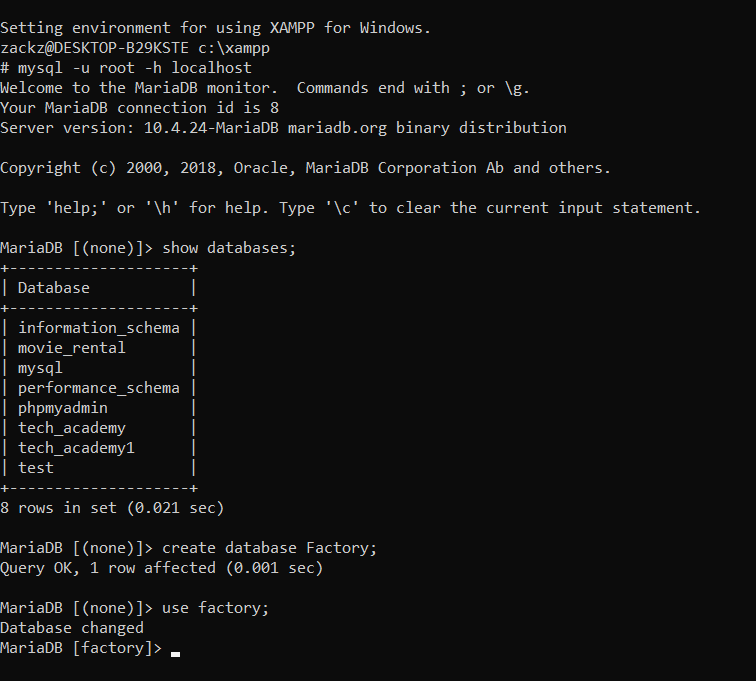 Setting environment for using XAMPP for Windows.
zackz@DESKTOP-B29KSTE c:\xampp
# mysql -u root -h localhost
Welcome to the MariaDB monitor.  Commands end with ; or \g.
Your MariaDB connection id is 8
Server version: 10.4.24-MariaDB mariadb.org binary distribution

Copyright (c) 2000, 2018, Oracle, MariaDB Corporation Ab and others.

Type 'help;' or '\h' for help. Type '\c' to clear the current input statement.

MariaDB [(none)]> show databases;
+--------------------+
| Database           |
+--------------------+
| information_schema |
| movie_rental       |
| mysql              |
| performance_schema |
| phpmyadmin         |
| tech_academy       |
| tech_academy1      |
| test               |
+--------------------+
8 rows in set (0.021 sec)

MariaDB [(none)]> create database Factory;
Query OK, 1 row affected (0.001 sec)

MariaDB [(none)]> use factory;
Database changed
MariaDB [factory]> _